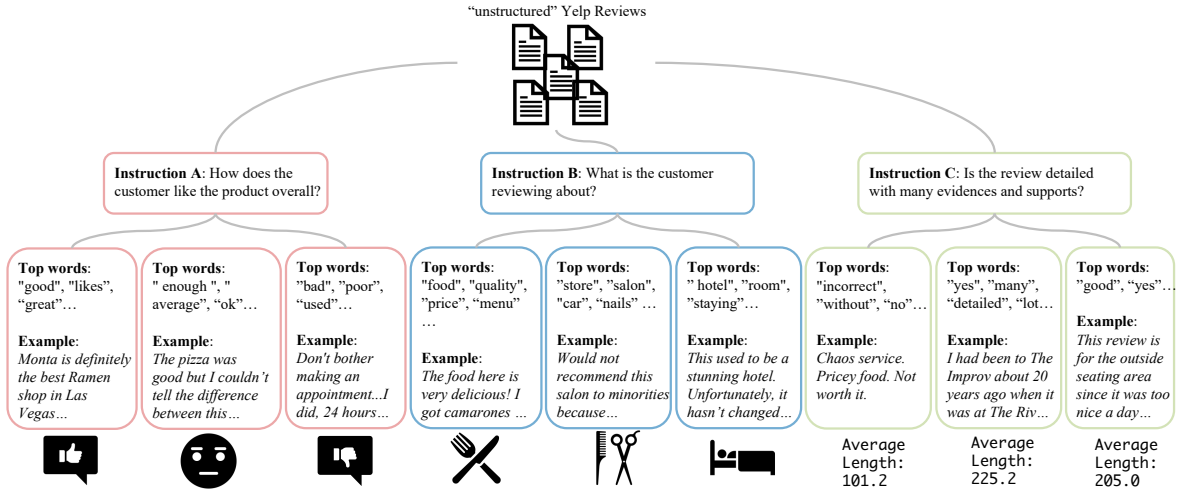 “unstructured” Yelp Reviews
Instruction A: How does the
customer like the product overall?
Instruction B: What is the customer
reviewing about?
Instruction C: Is the review detailed
with many evidences and supports?
Top words:
"good", "likes",
“great”…
Example:
Monta is definitely
the best Ramen
shop in Las
Vegas…
Top words:
" enough ", "
average”, “ok”…
Example:
The pizza was
good but I couldn’t
tell the difference
between this…
Top words:
”bad", ”poor”,
“used”…
Example:
Don't bother
making an
appointment...I
did, 24 hours…
Top words:
"food", "quality",
”price”, “menu”
…
Example:
The food here is
very delicious! I
got camarones …
Top words:
”store", ”salon",
"car”, “nails” …
Example:
Would not
recommend this
salon to minorities
because…
Top words:
” hotel", ”room",
”staying”…
Example:
This used to be a
stunning hotel.
Unfortunately, it
hasn’t changed…
Top words:
"incorrect",
”without”, “no”…
Example:
Chaos service.
Pricey food. Not
worth it.
Top words:
”yes", ”many",
“detailed”, “lot…
Example:
I had been to The
Improv about 20
years ago when it
was at The Riv…
Top words:
”good”, “yes”…
Example:
This review is
for the outside
seating area
since it was too
nice a day…
Average
Length:
101.2
Average
Length:
225.2
Average
Length:
205.0